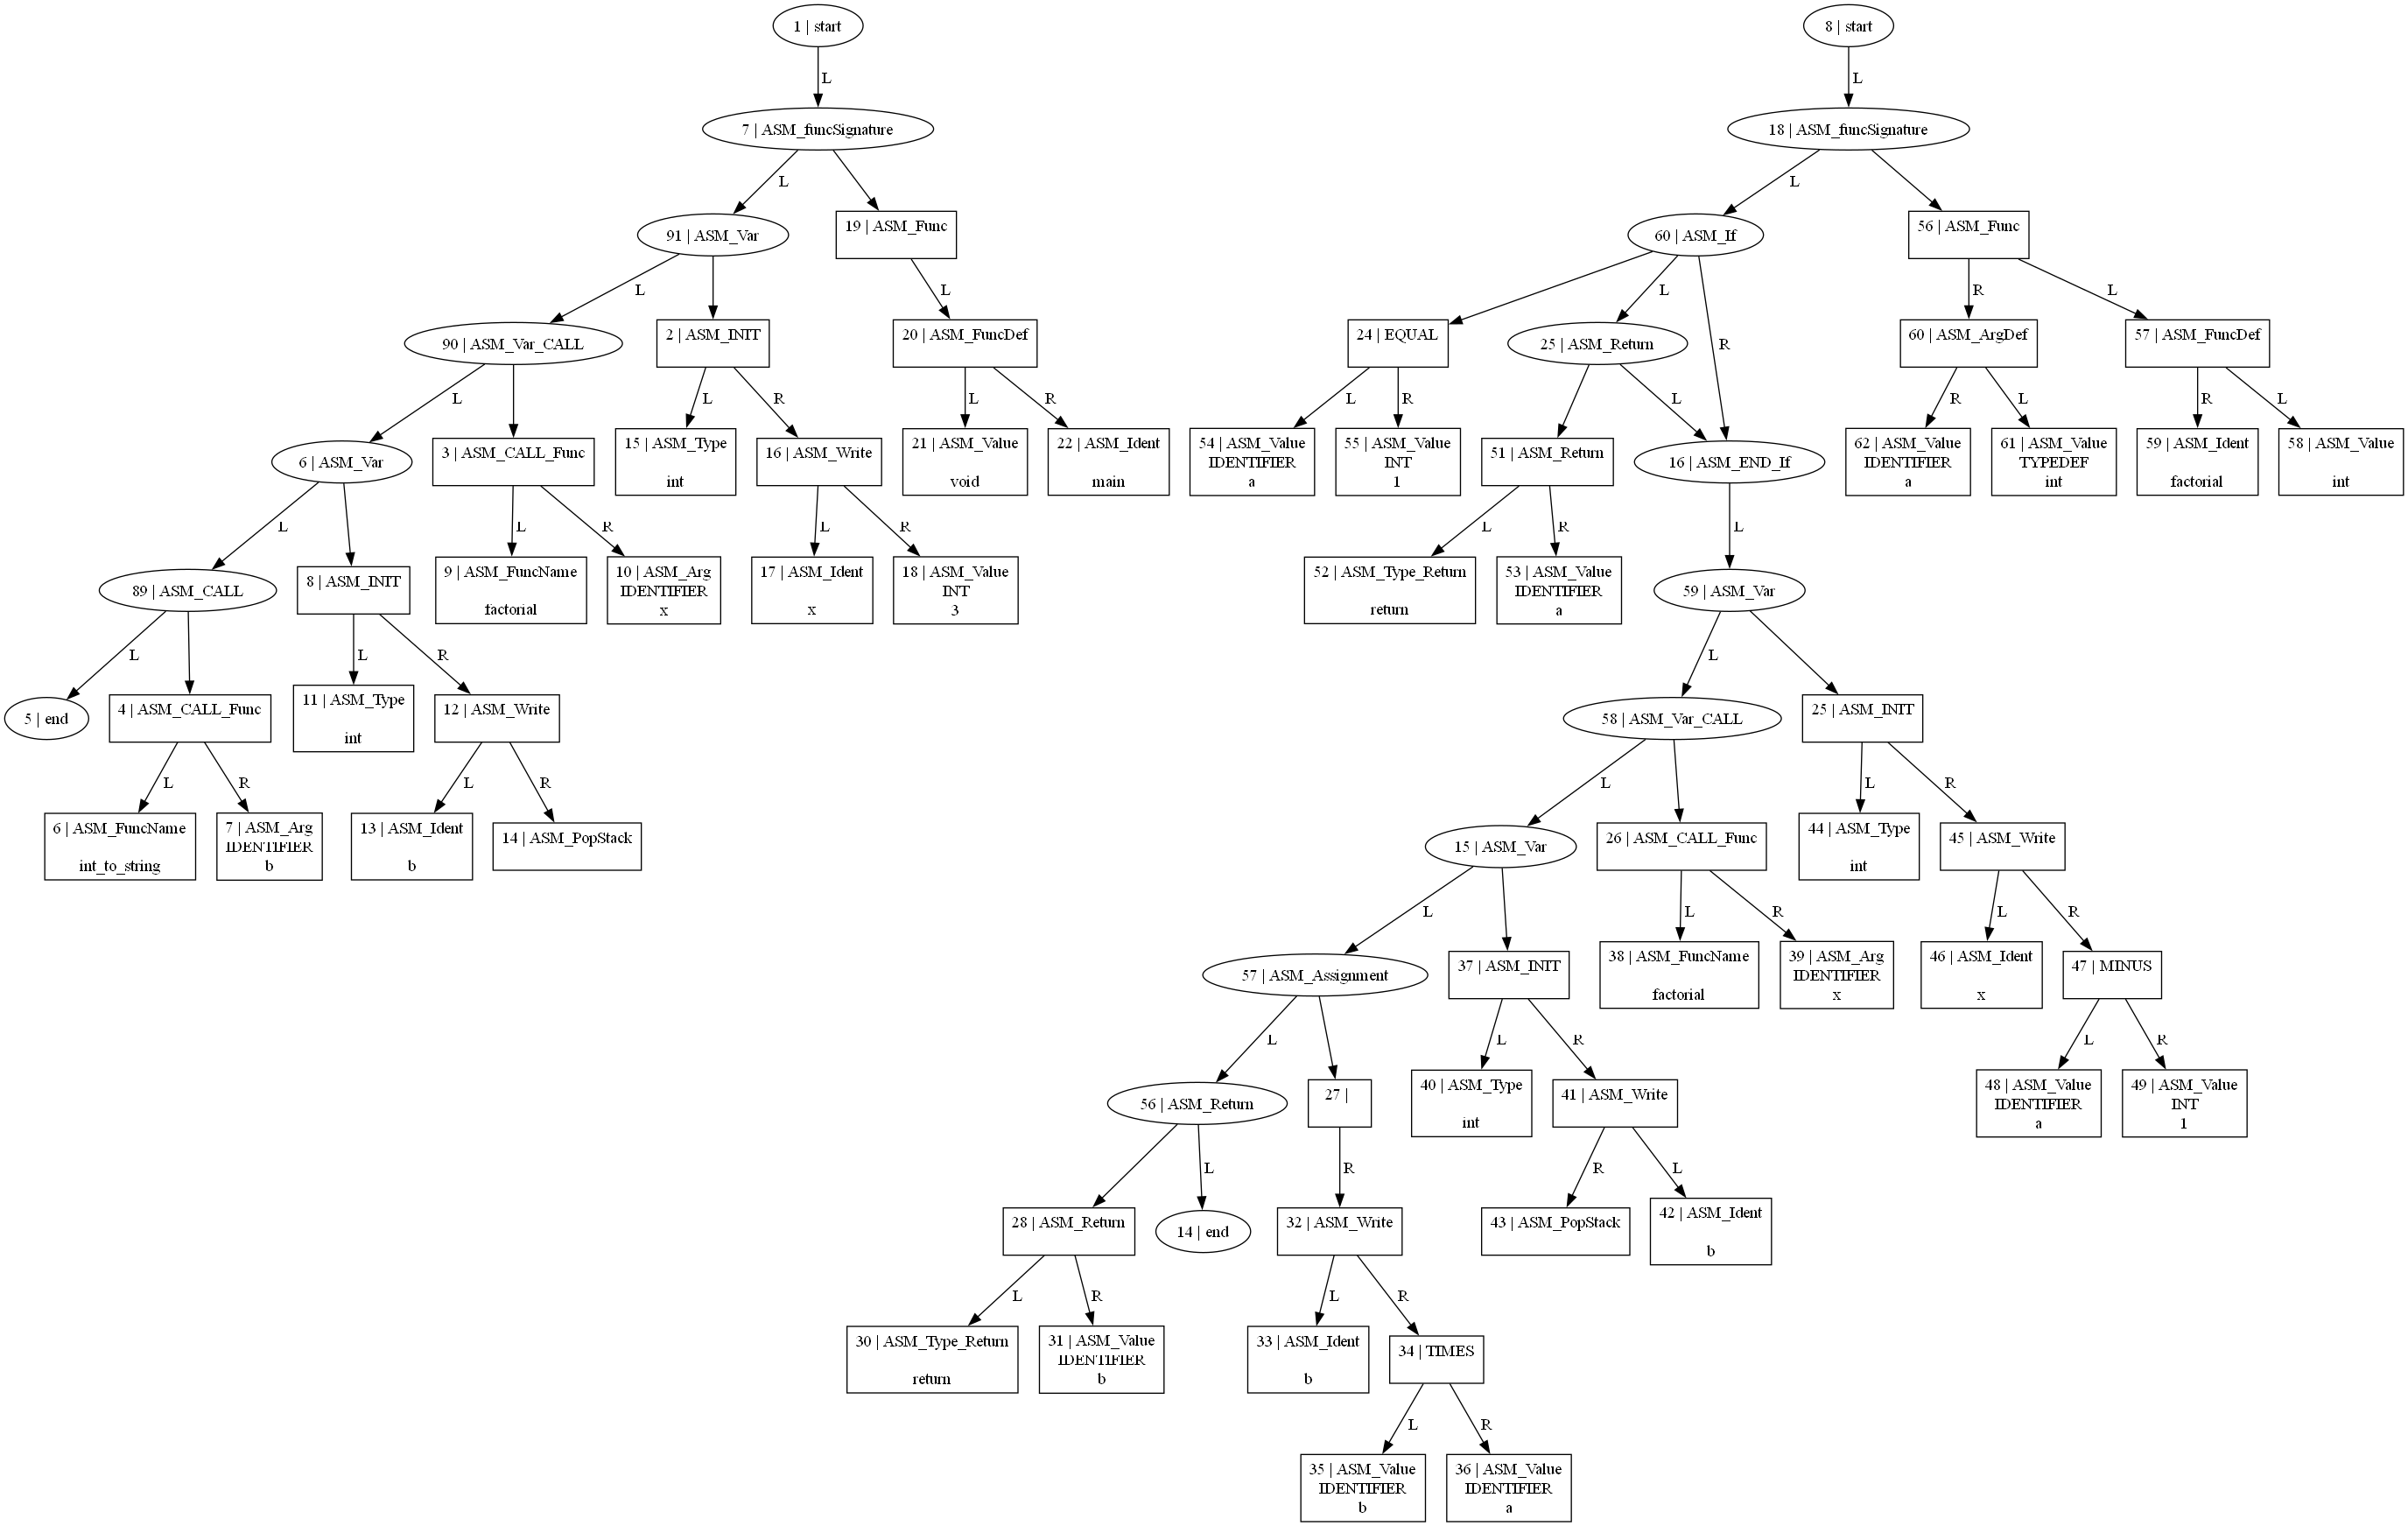 1 | start
8 | start
L
L
7 | ASM_funcSignature
18 | ASM_funcSignature
L
L
91 | ASM_Var
19 | ASM_Func
60 | ASM_If
56 | ASM_Func
L
L
L
R
R
L
90 | ASM_Var_CALL
2 | ASM_INIT
20 | ASM_FuncDef
24 | EQUAL
25 | ASM_Return
60 | ASM_ArgDef
57 | ASM_FuncDef
L
L
R
L
R
L
R
L
R
L
R
L
6 | ASM_Var
3 | ASM_CALL_Func
15 | ASM_Type
int
16 | ASM_Write
21 | ASM_Value
void
22 | ASM_Ident
main
54 | ASM_Value
IDENTIFIER
a
55 | ASM_Value
INT
1
51 | ASM_Return
16 | ASM_END_If
62 | ASM_Value
IDENTIFIER
a
61 | ASM_Value
TYPEDEF
int
59 | ASM_Ident
factorial
58 | ASM_Value
int
L
L
R
L
R
L
R
L
89 | ASM_CALL
8 | ASM_INIT
9 | ASM_FuncName
factorial
10 | ASM_Arg
IDENTIFIER
x
17 | ASM_Ident
x
18 | ASM_Value
INT
3
52 | ASM_Type_Return
return
53 | ASM_Value
IDENTIFIER
a
59 | ASM_Var
L
L
R
L
5 | end
4 | ASM_CALL_Func
11 | ASM_Type
int
12 | ASM_Write
58 | ASM_Var_CALL
25 | ASM_INIT
L
R
L
R
L
L
R
6 | ASM_FuncName
int_to_string
7 | ASM_Arg
IDENTIFIER
b
13 | ASM_Ident
b
14 | ASM_PopStack
15 | ASM_Var
26 | ASM_CALL_Func
44 | ASM_Type
int
45 | ASM_Write
L
L
R
L
R
57 | ASM_Assignment
37 | ASM_INIT
38 | ASM_FuncName
factorial
39 | ASM_Arg
IDENTIFIER
x
46 | ASM_Ident
x
47 | MINUS
L
L
R
L
R
56 | ASM_Return
27 |
40 | ASM_Type
int
41 | ASM_Write
48 | ASM_Value
IDENTIFIER
a
49 | ASM_Value
INT
1
L
R
R
L
28 | ASM_Return
14 | end
32 | ASM_Write
43 | ASM_PopStack
42 | ASM_Ident
b
L
R
L
R
30 | ASM_Type_Return
return
31 | ASM_Value
IDENTIFIER
b
33 | ASM_Ident
b
34 | TIMES
L
R
35 | ASM_Value
IDENTIFIER
b
36 | ASM_Value
IDENTIFIER
a